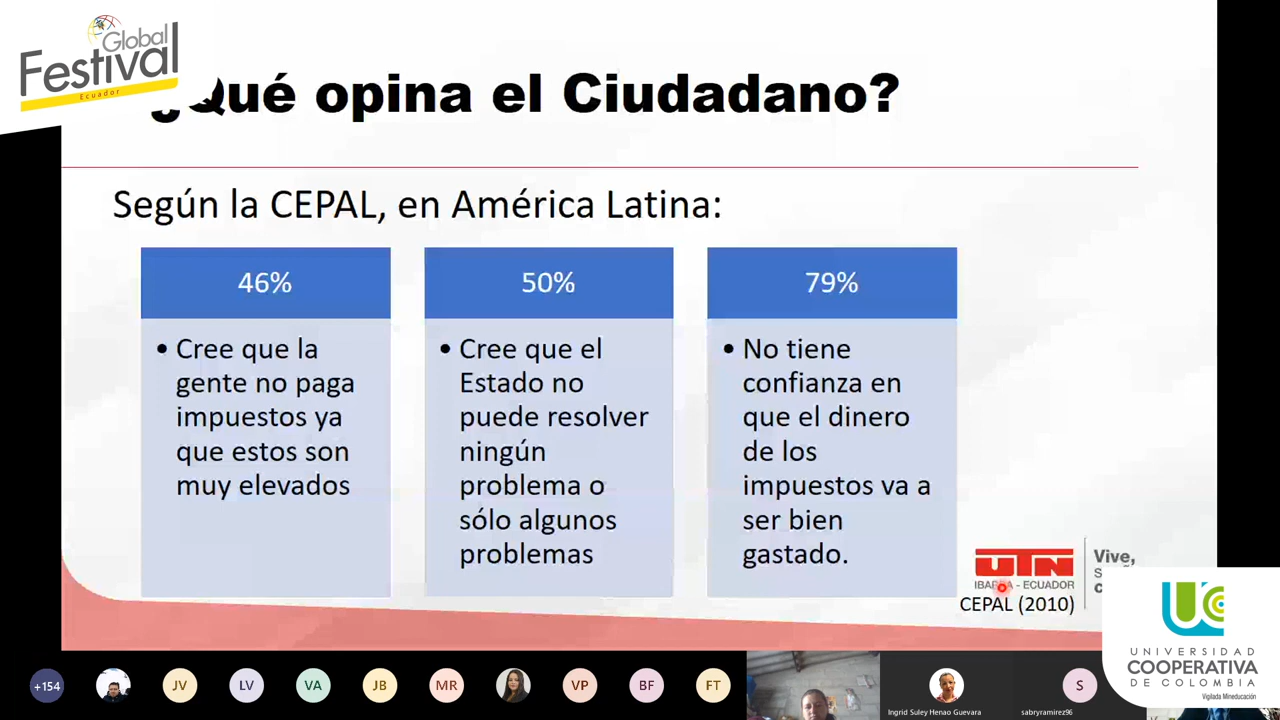 Global
Festival
Ecuador
¿Qué opina el Ciudadano?
Según la CEPAL, en América Latina:
46%
• Cree que la
gente no paga
impuestos ya
que estos son
muy elevados
50%
• Cree que el
Estado no
puede resolver
ningún
problema o
sólo algunos
problemas
79%
• No tiene
confianza en
que el dinero
de los
impuestos va a
ser bien
gastado.
UTN
IBARRA - ECUADOR
Vive,
CEPAL (2010)
UNIVERSIDAD
COOPERATIVA
DE COLOMBIA
Vigilada Mineducación
+154
JV
LV
VA
JB
MR
VP
BF
FT
Ingrid Suley Henao Guevara
S
sabryramirez96